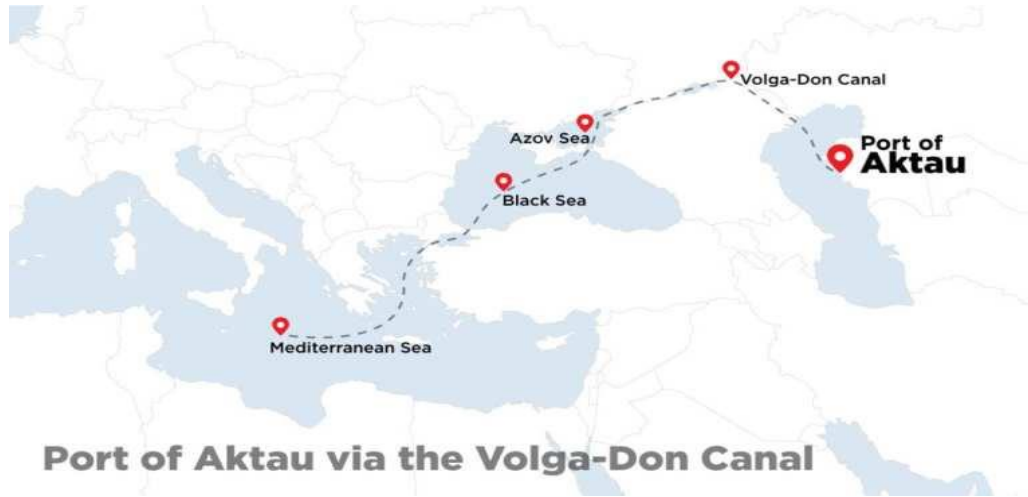 Volga-Don Canal
Azov Sea
Port of
Aktau
Black Sea
Mediterranean Sea
Port of Aktau via the Volga-Don Canal